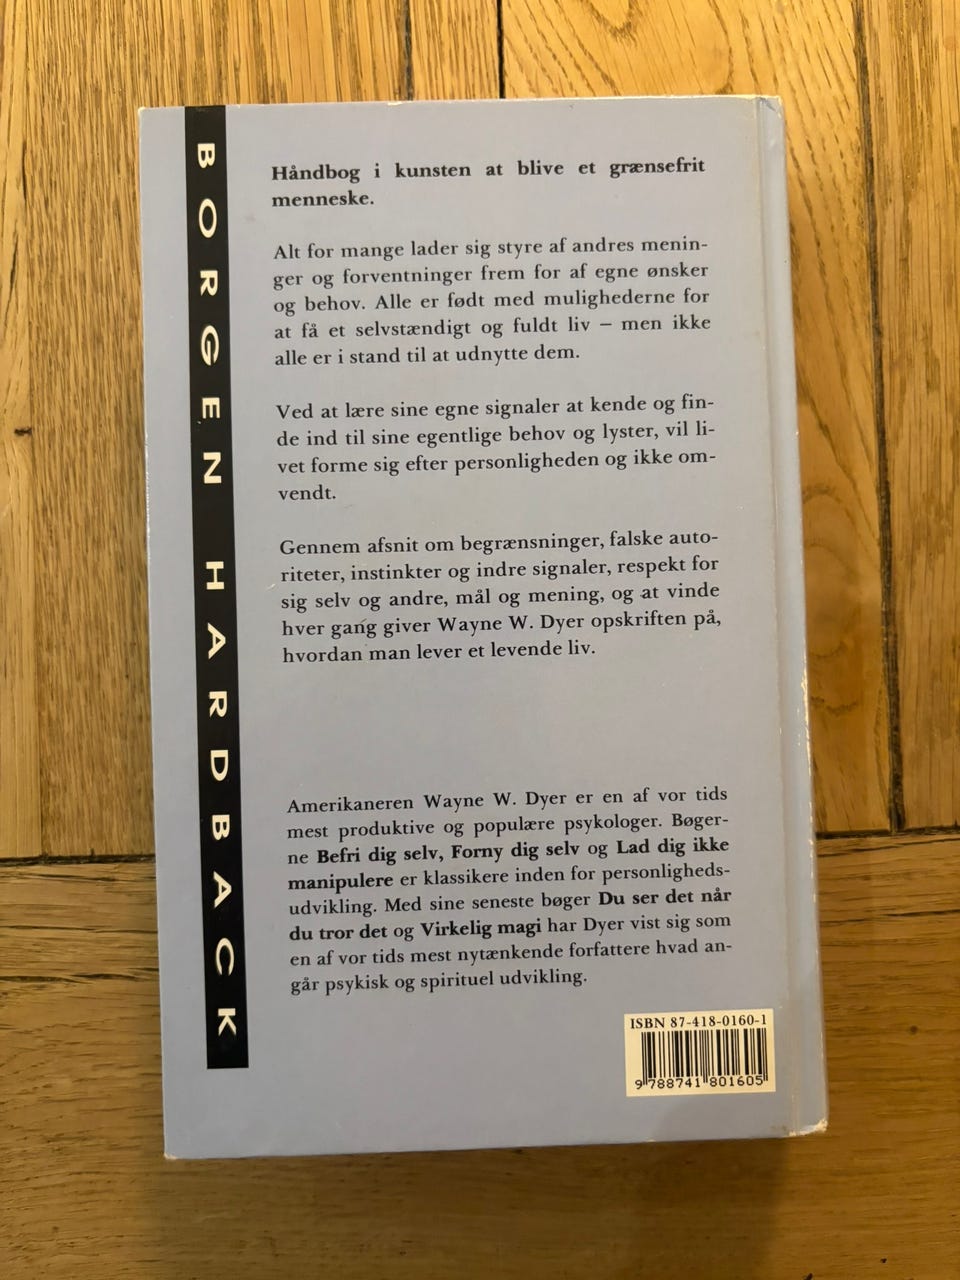 BORGEN HARDBACK
Håndbog i kunsten at blive et grænsefrit
menneske.
Alt for mange lader sig styre af andres menin-
ger og forventninger frem for af egne ønsker
og behov. Alle er født med mulighederne for
at få et selvstændigt og fuldt liv – men ikke
alle er i stand til at udnytte dem.
Ved at lære sine egne signaler at kende og fin-
de ind til sine egentlige behov og lyster, vil li-
vet forme sig efter personligheden og ikke om-
vendt.
Gennem afsnit om begrænsninger, falske auto-
riteter, instinkter og indre signaler, respekt for
sig selv og andre, mål og mening, og at vinde
hver gang giver Wayne W. Dyer opskriften på,
hvordan man lever et levende liv.
Amerikaneren Wayne W. Dyer er en af vor tids
mest produktive og populære psykologer. Bøger-
ne Befri dig selv, Forny dig selv og Lad dig ikke
manipulere er klassikere inden for personligheds-
udvikling. Med sine seneste bøger Du ser det når
du tror det og Virkelig magi har Dyer vist sig som
en af vor tids mest nytænkende forfattere hvad an-
går psykisk og spirituel udvikling.
ISBN 87-418-0160-1
9 788741 801605